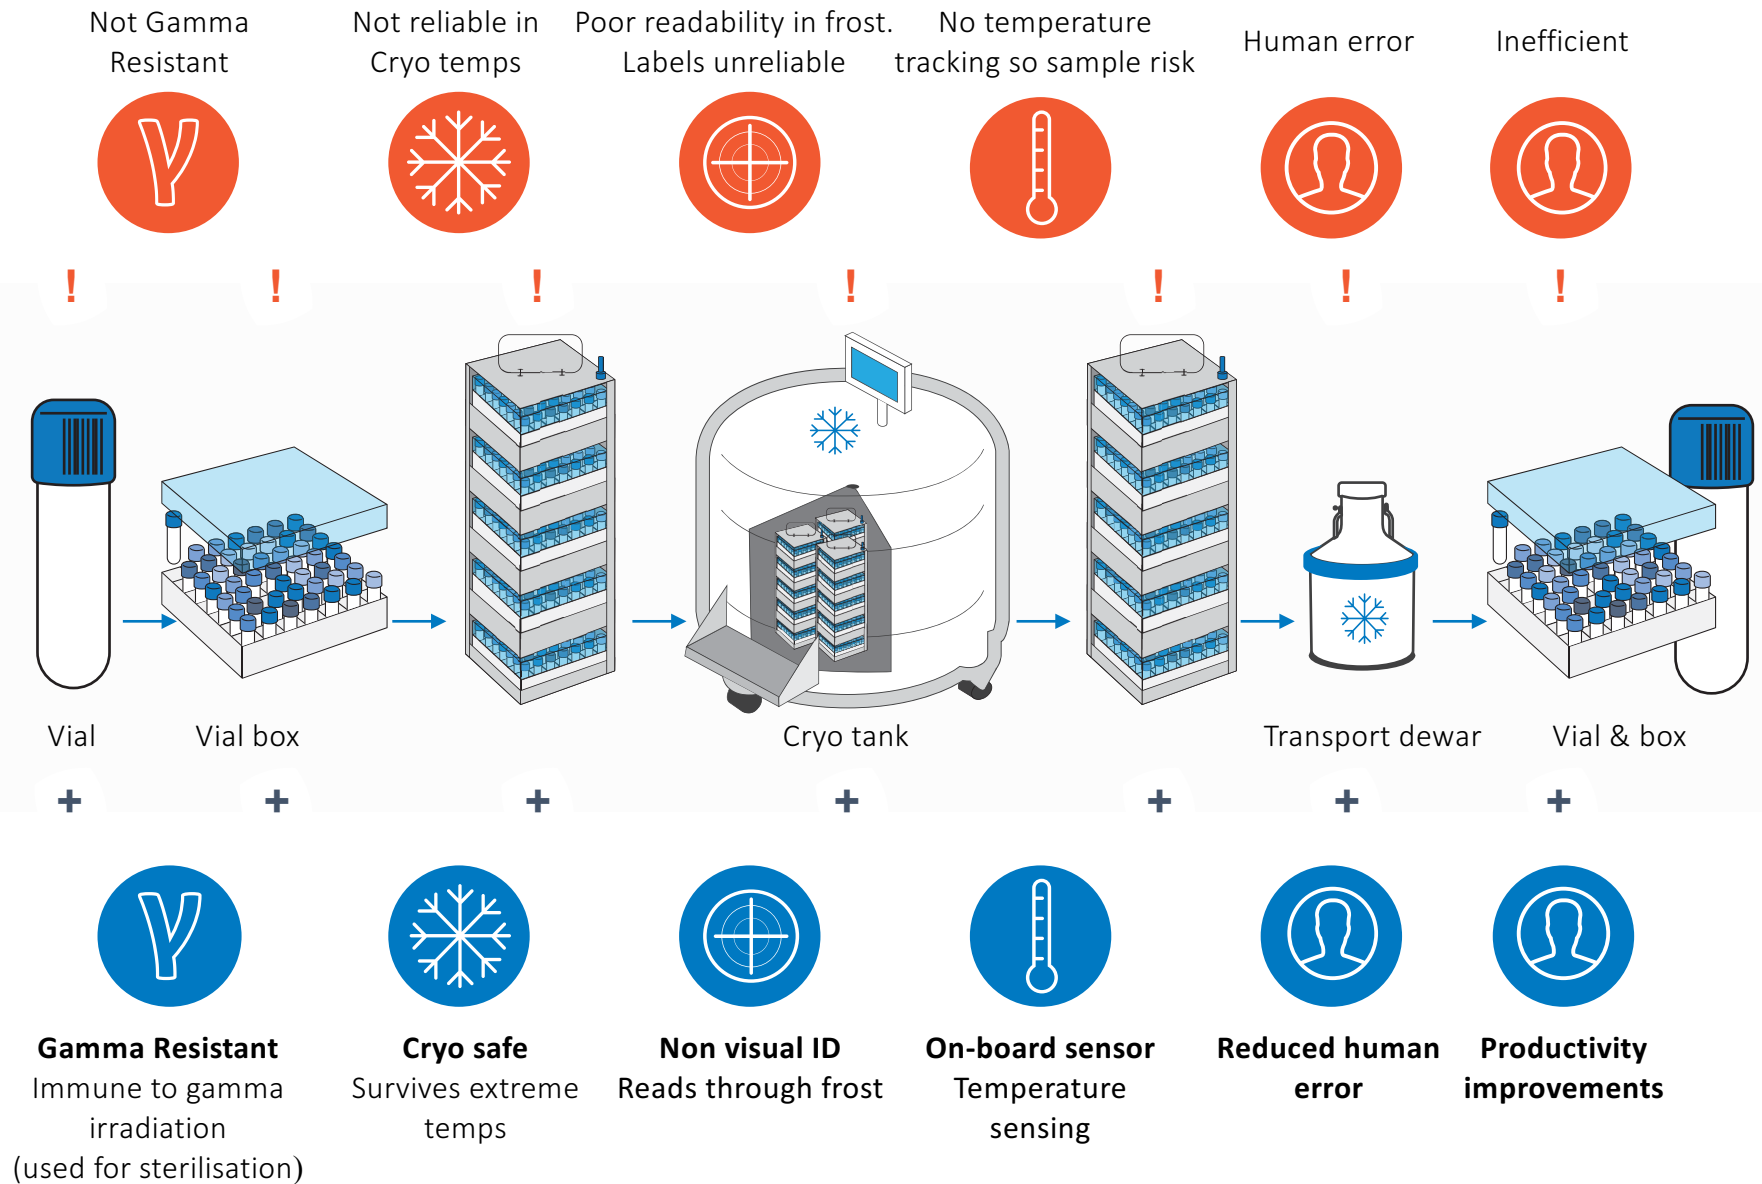 Not Gamma
Resistant
Not reliable in
Cryo temps
Poor readability in frost.
Labels unreliable
No temperature
tracking so sample risk
Human error
Inefficient
! ! ! ! ! ! !
Vial
Vial box
Cryo tank
Transport dewar
Vial & box
+ + + + + + +
Gamma Resistant
Immune to gamma
irradiation
(used for sterilisation)
Cryo safe
Survives extreme
temps
Non visual ID
Reads through frost
On-board sensor
Temperature
sensing
Reduced human
error
Productivity
improvements